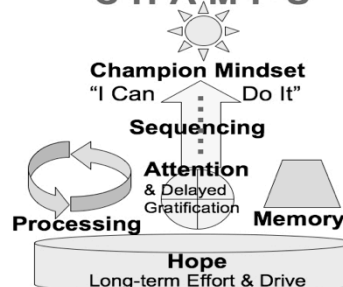 Champion Mindset
"I Can Do It"
Sequencing
Attention
& Delayed
Gratification
Processing
Memory
Hope
Long-term Effort & Drive